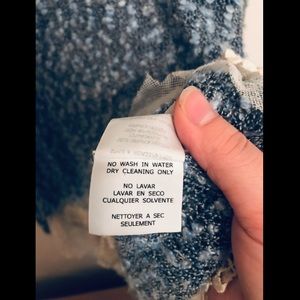 NO WASH IN WATER
DRY CLEANING ONLY
NO LAVAR
LAVAR EN SECO
CUALQUIER SOLVENTE
NETTOYER A SEC
SEULEMENT